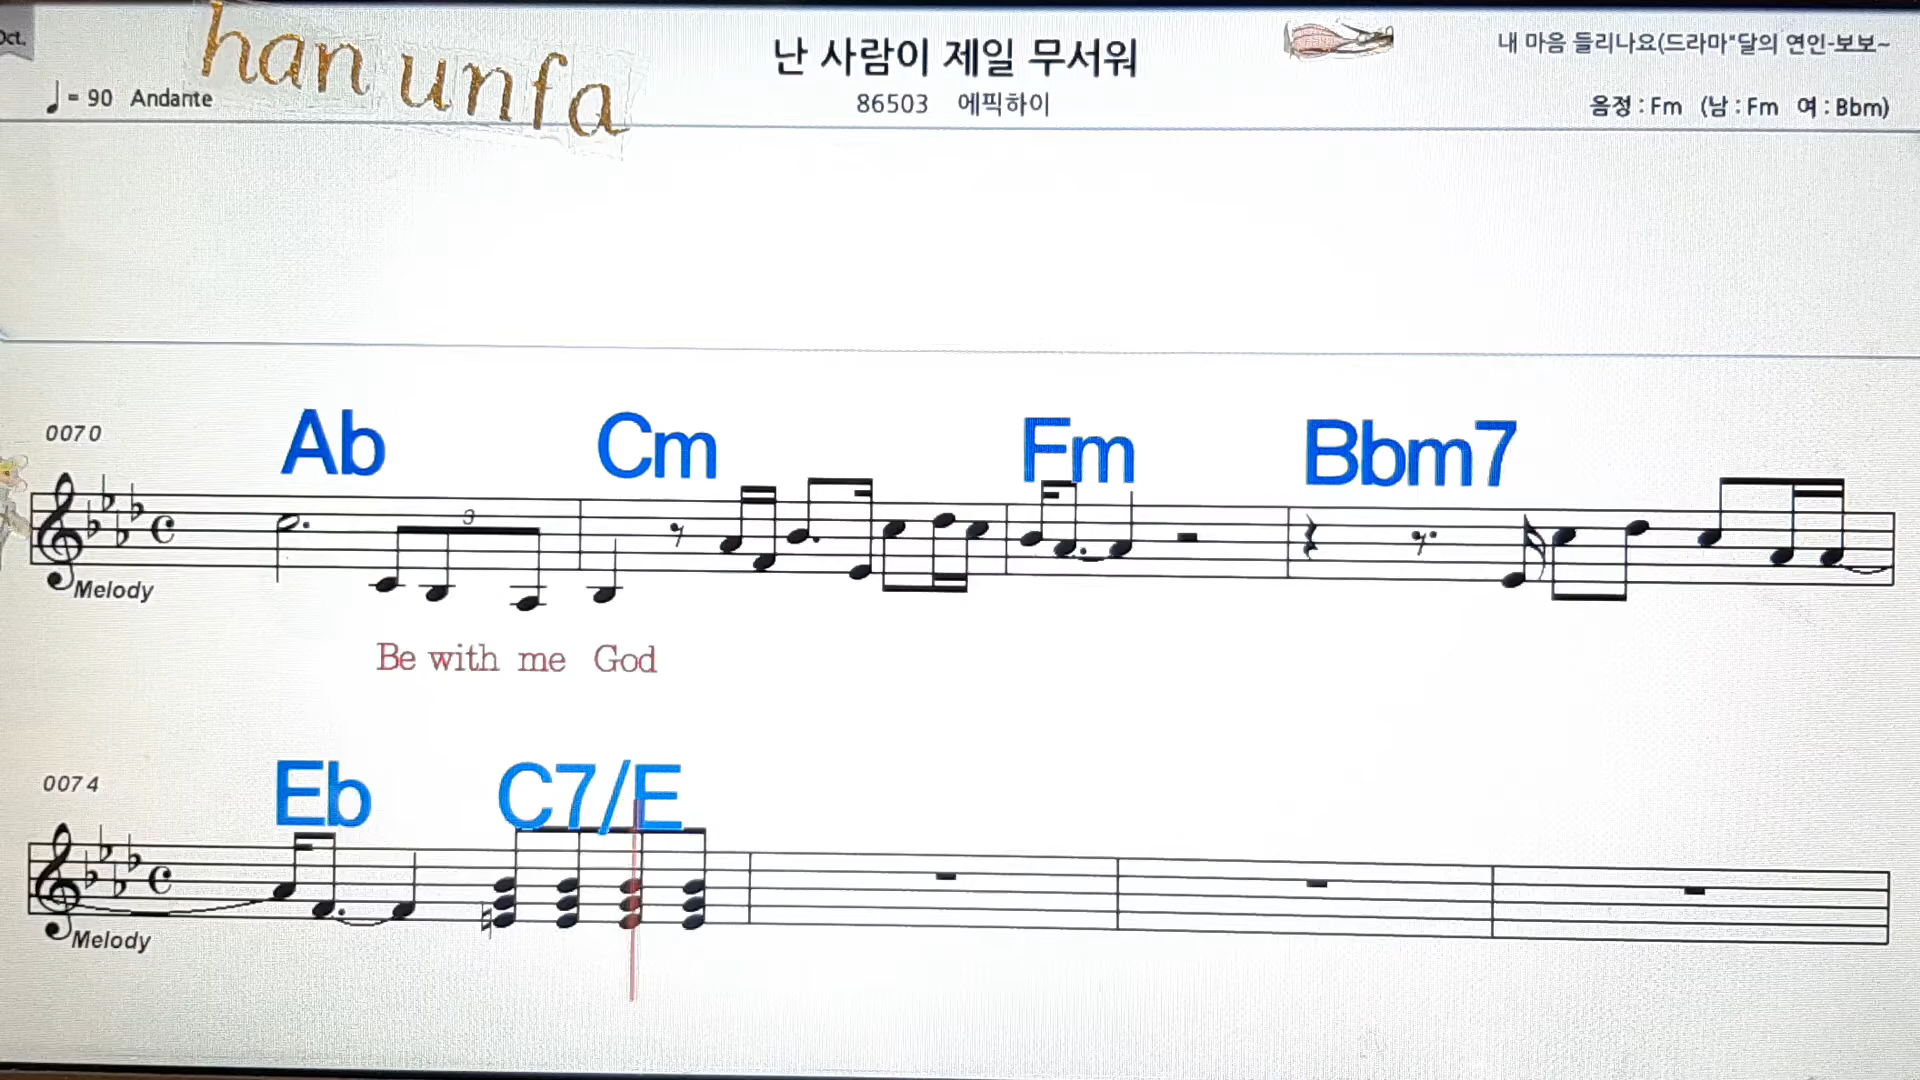 Oct.
han unfa
난 사람이 제일 무서워
내 마음 들리나요(드라마"달의 연인-보보~
♩= 90 Andante
86503 에픽하이
음정 : Fm (남 : Fm 여 : Bbm)
0070
Ab Cm Fm Bbm7
3
Melody
Be with me God
0074
Eb C7/E
Melody